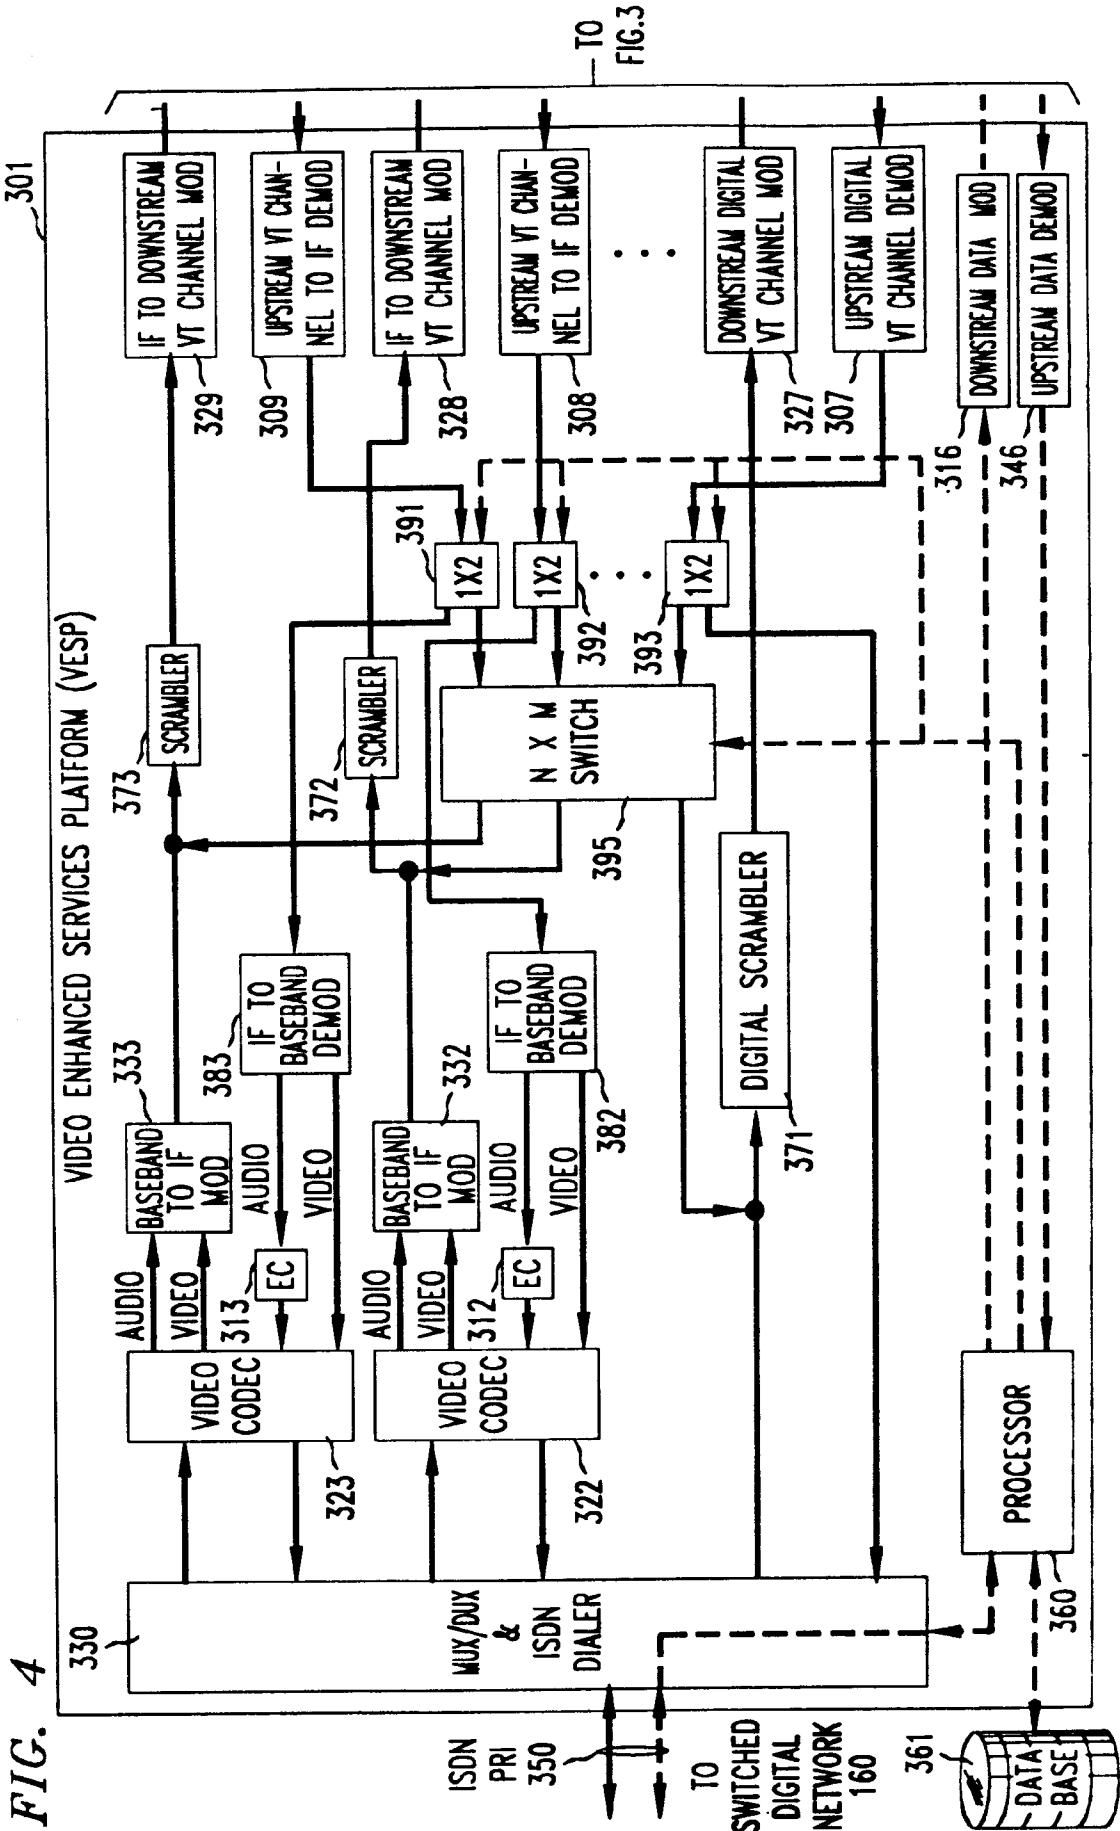 FIG. 4
VIDEO ENHANCED SERVICES PLATFORM (VESP)
301
330
MUX/DUX
&
ISDN
DIALER
ISDN
PRI
350
TO
SWITCHED
DIGITAL
NETWORK
160
VIDEO
CODEC
323
AUDIO
VIDEO
333
BASEBAND
TO IF
MOD
313
EC
AUDIO
VIDEO
383
IF TO
BASEBAND
DEMOD
373
SCRAMBLER
329
IF TO DOWNSTREAM
VT CHANNEL MOD
309
UPSTREAM VT CHAN-
NEL TO IF DEMOD
VIDEO
CODEC
322
AUDIO
VIDEO
BASEBAND
TO IF
MOD
332
312
EC
AUDIO
VIDEO
IF TO
BASEBAND
DEMOD
382
372
SCRAMBLER
328
IF TO DOWNSTREAM
VT CHANNEL MOD
308
UPSTREAM VT CHAN-
NEL TO IF DEMOD
391
1X2
1X2
392
393
1X2
N X M
SWITCH
395
371
DIGITAL SCRAMBLER
327
DOWNSTREAM DIGITAL
VT CHANNEL MOD
307
UPSTREAM DIGITAL
VT CHANNEL DEMOD
316
DOWNSTREAM DATA MOD
346
UPSTREAM DATA DEMOD
TO
FIG.3
PROCESSOR
360
361
DATA
BASE